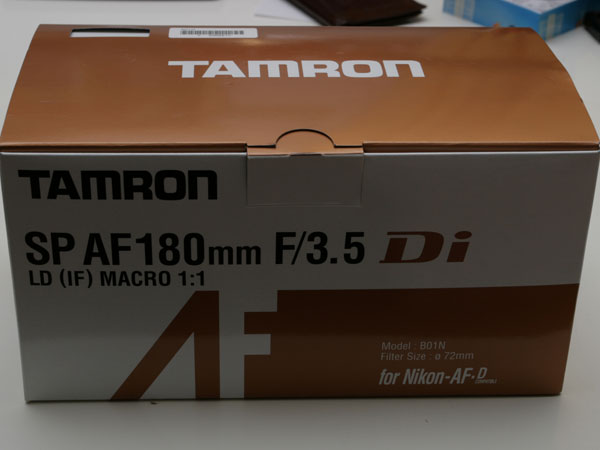 TAMRON
TAMRON
SP AF180mm F/3.5 Di
LD (IF) MACRO 1:1
AF
Model : B01N
Filter Size : ø 72mm
for Nikon-AF-D
COMPATIBLE